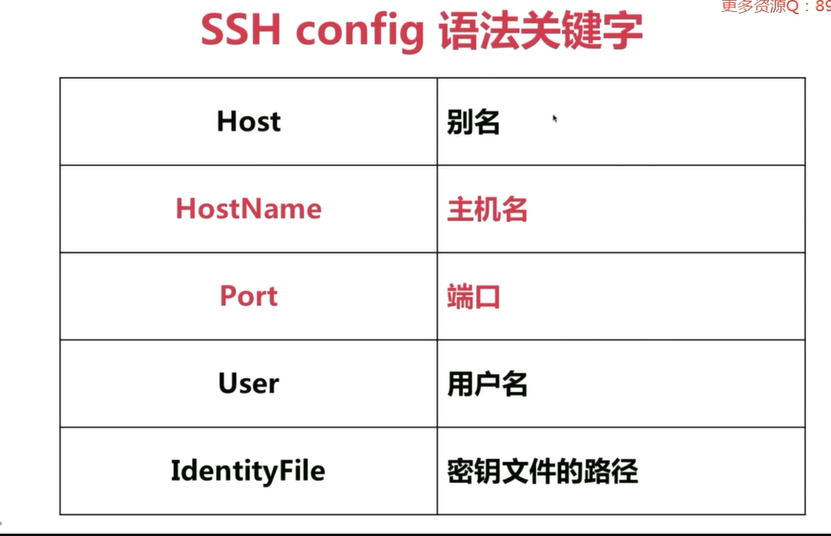 更多资源Q：89
SSH config 语法关键字
Host 别名
HostName 主机名
Port 端口
User 用户名
IdentityFile 密钥文件的路径